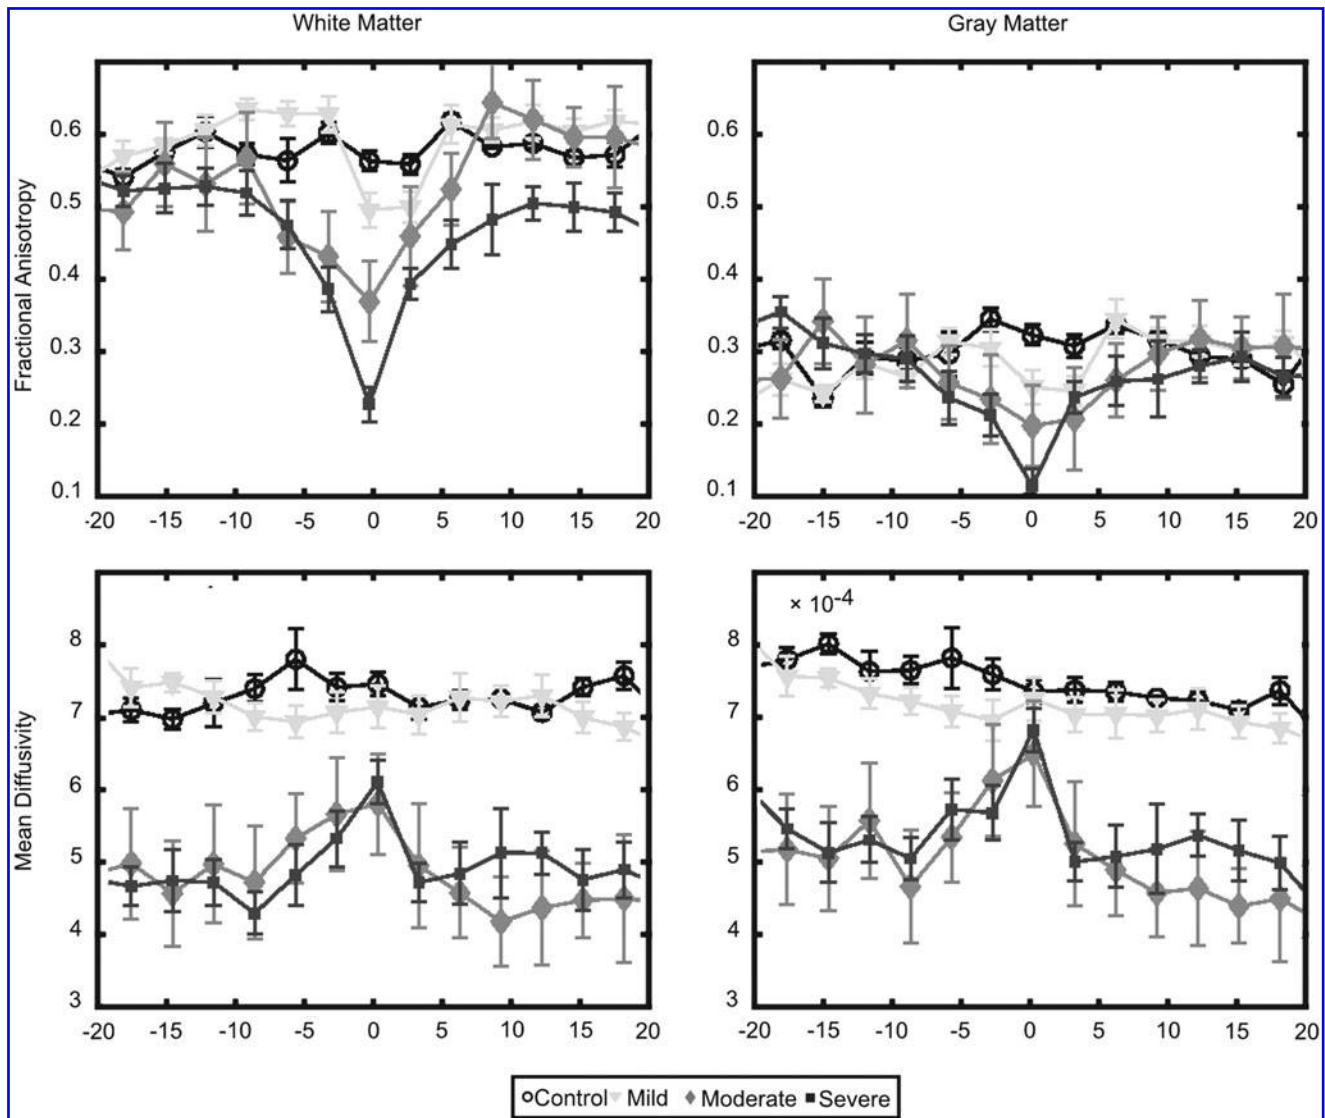 White Matter
Gray Matter
Fractional Anisotropy
0.6
0.5
0.4
0.3
0.2
0.1
-20 -15 -10 -5 0 5 10 15 20
0.6
0.5
0.4
0.3
0.2
0.1
-20 -15 -10 -5 0 5 10 15 20
Mean Diffusivity
8
7
6
5
4
3
-20 -15 -10 -5 0 5 10 15 20
× 10-4
8
7
6
5
4
3
-20 -15 -10 -5 0 5 10 15 20
Control Mild Moderate Severe